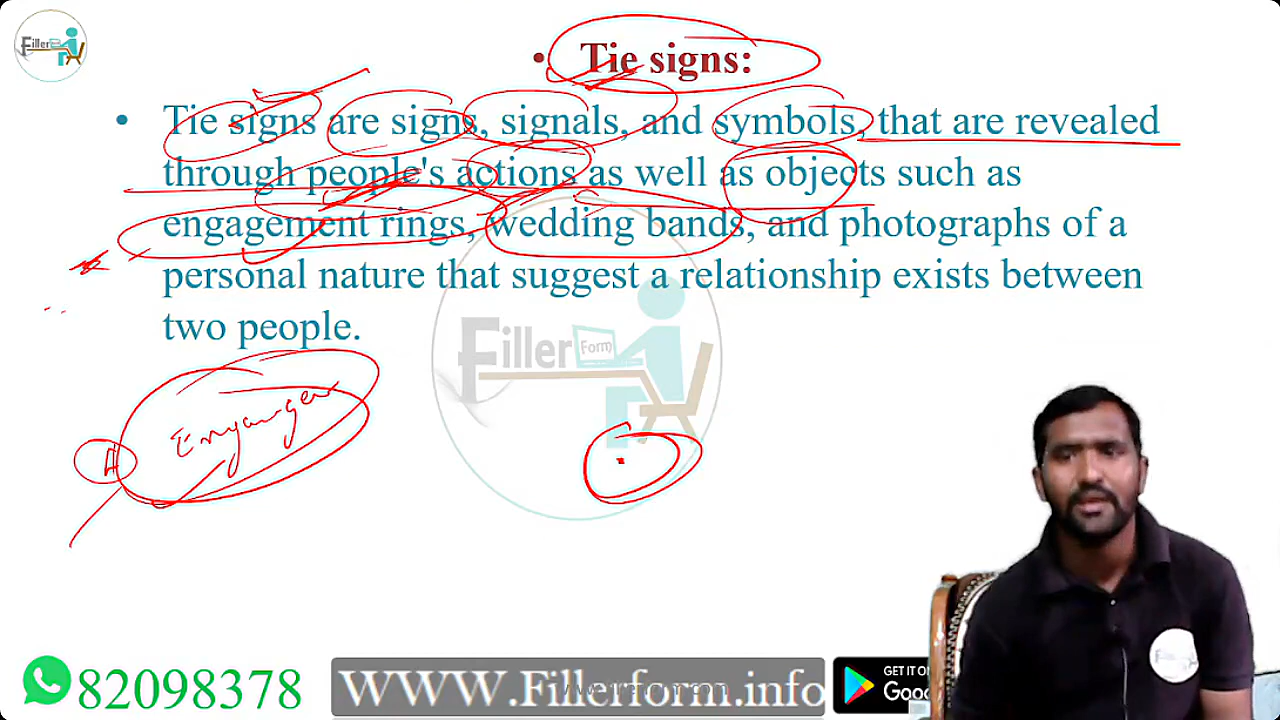 Filler
• Tie signs:
• Tie signs are signs, signals, and symbols, that are revealed
through people's actions as well as objects such as
engagement rings, wedding bands, and photographs of a
personal nature that suggest a relationship exists between
two people.
Filler Form
A
82098378
WWW.Fillerform.info
GET IT ON